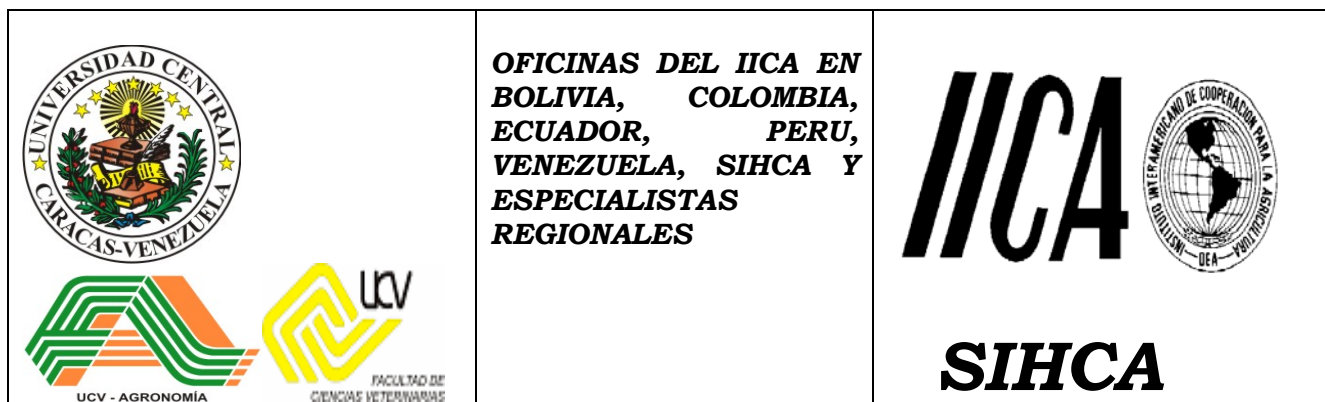 UNIVERSIDAD CENTRAL
CARACAS-VENEZUELA
UCV - AGRONOMÍA
UCV
FACULTAD DE
CIENCIAS VETERINARIAS
OFICINAS DEL IICA EN
BOLIVIA, COLOMBIA,
ECUADOR, PERU,
VENEZUELA, SIHCA Y
ESPECIALISTAS
REGIONALES
IICA
INSTITUTO INTERAMERICANO DE COOPERACION PARA LA AGRICULTURA
OEA
SIHCA